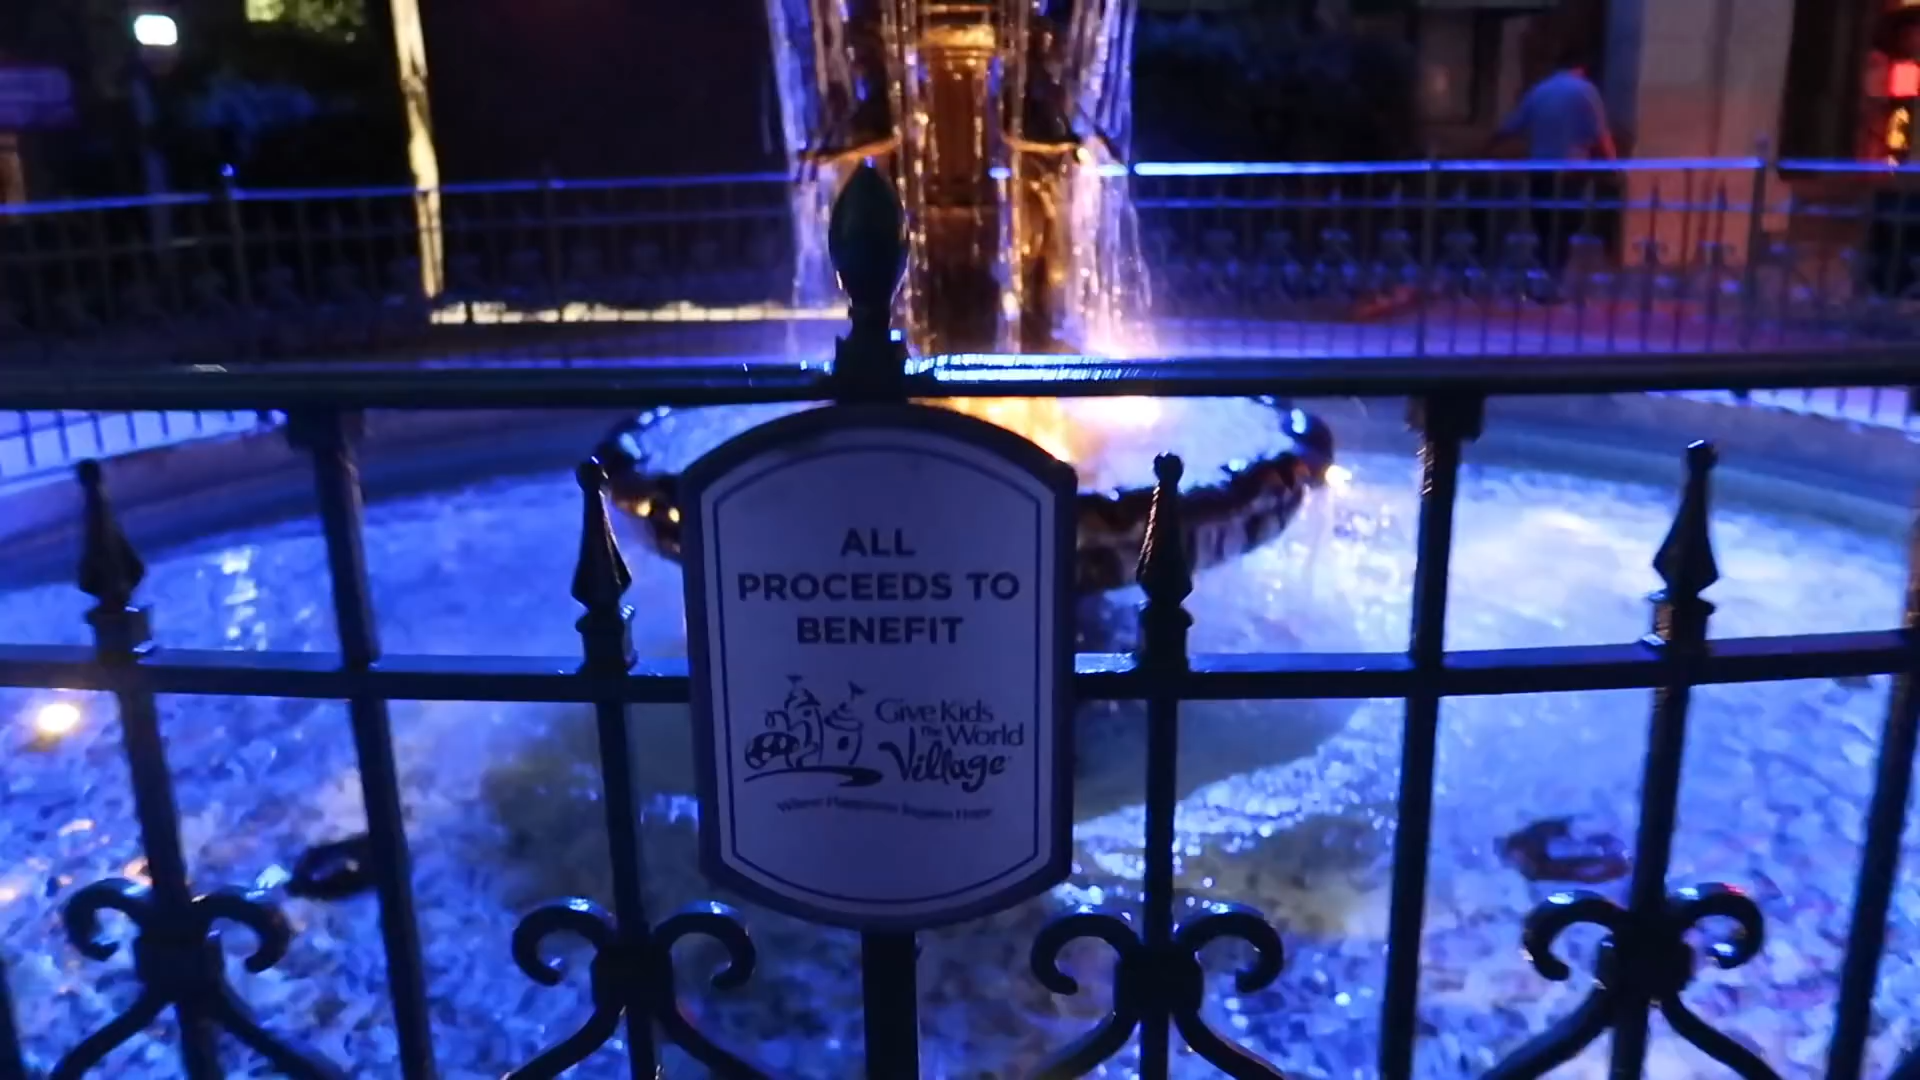 ALL
PROCEEDS TO
BENEFIT
Give Kids
The World
Village